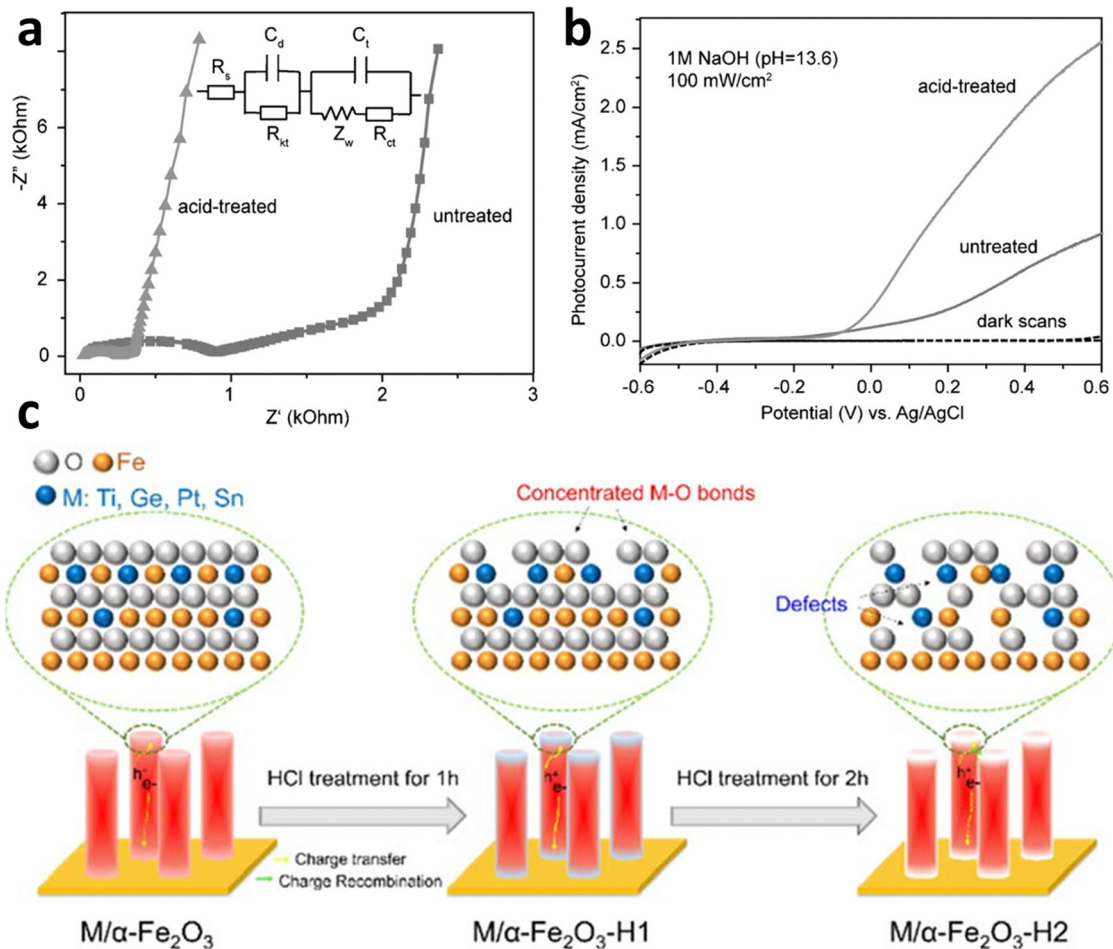 a
-Z" (kOhm)
8
6
4
2
0
0
1
2
3
Z' (kOhm)
R_s
C_d
R_kt
C_t
Z_w
R_ct
acid-treated
untreated
b
Photocurrent density (mA/cm²)
2.5
2.0
1.5
1.0
0.5
0.0
-0.6
-0.4
-0.2
0.0
0.2
0.4
0.6
Potential (V) vs. Ag/AgCl
1M NaOH (pH=13.6)
100 mW/cm²
acid-treated
untreated
dark scans
c
O Fe
M: Ti, Ge, Pt, Sn
Concentrated M-O bonds
Defects
h⁺
e-
HCl treatment for 1h
h⁺
e-
HCl treatment for 2h
h⁺
e-
Charge transfer
Charge Recombination
M/α-Fe₂O₃
M/α-Fe₂O₃-H1
M/α-Fe₂O₃-H2